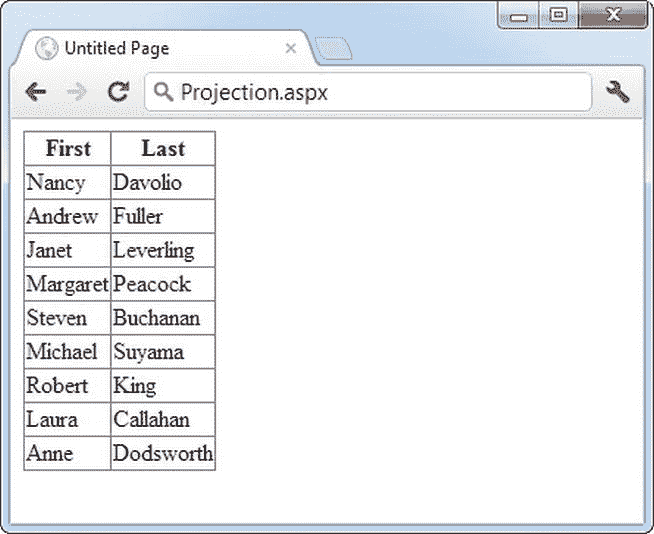 Untitled Page
Projection.aspx
First Last
Nancy Davolio
Andrew Fuller
Janet Leverling
Margaret Peacock
Steven Buchanan
Michael Suyama
Robert King
Laura Callahan
Anne Dodsworth